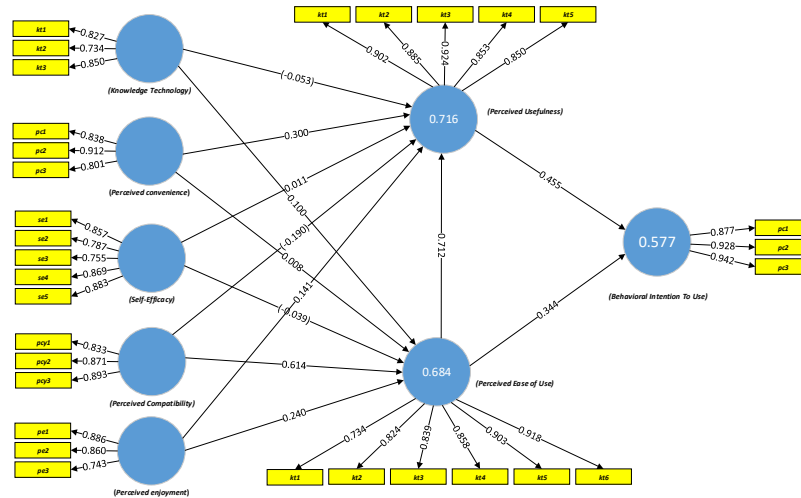 kt1 kt2 kt3 kt4 kt5
0.902 0.885 0.924 0.853 0.850
kt1 0.827
kt2 0.734
kt3 0.850
(Knowledge Technology)
(-0.053)
0.716
(Perceived Usefulness)
pc1 0.838
pc2 0.912
pc3 0.801
(Perceived convenience)
0.300
0.011
0.100
(-0.190)
0.008
0.141
0.712
0.455
se1 0.857
se2 0.787
se3 0.755
se4 0.869
se5 0.883
(Self-Efficacy)
(-0.039)
0.577
0.877 pc1
0.928 pc2
0.942 pc3
(Behavioral Intention To Use)
0.344
pcy1 0.833
pcy2 0.871
pcy3 0.893
(Perceived Compatibility)
0.614
0.684
(Perceived Ease of Use)
0.240
pe1 0.886
pe2 0.860
pe3 0.743
(Perceived enjoyment)
0.734 0.824 0.839 0.858 0.903 0.918
kt1 kt2 kt3 kt4 kt5 kt6